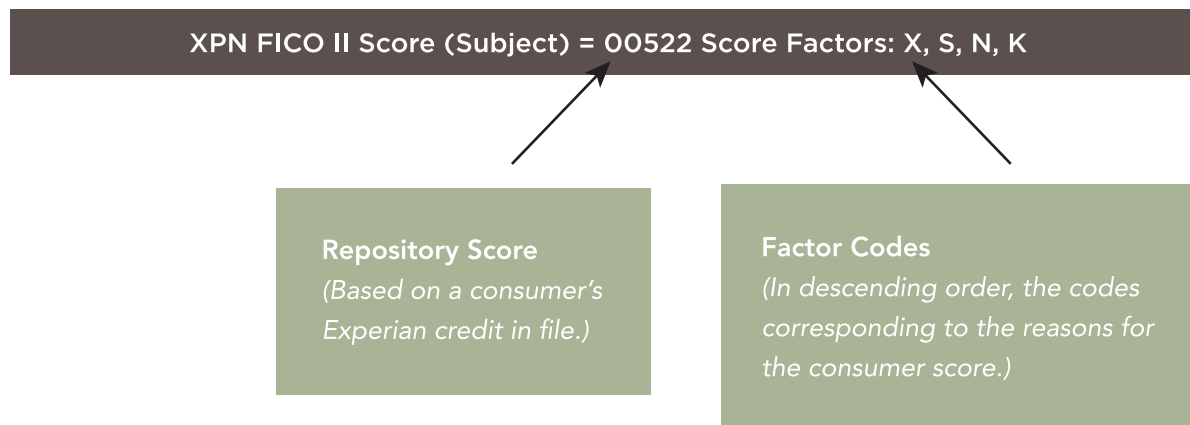 XPN FICO II Score (Subject) = 00522 Score Factors: X, S, N, K
Repository Score
(Based on a consumer’s
Experian credit in file.)
Factor Codes
(In descending order, the codes
corresponding to the reasons for
the consumer score.)